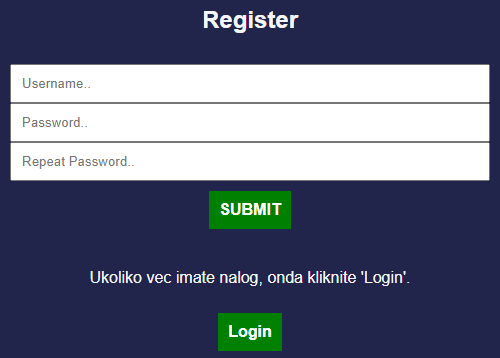 Register
Username..
Password..
Repeat Password..
SUBMIT
Ukoliko vec imate nalog, onda kliknite 'Login'.
Login